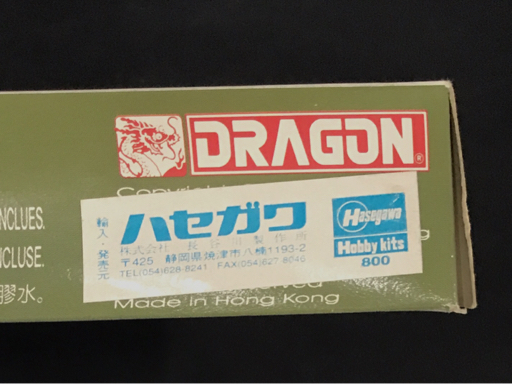 DRAGON®
NCLUES.
NCLUSE.
膠水。
輸入・発売元
ハセガワ
株式会社 長谷川製作所
〒425 静岡県焼津市八楠1193-2
TEL(054)628-8241 FAX(054)627-8046
Hasegawa
Hobby kits
800
Made in Hong Kong